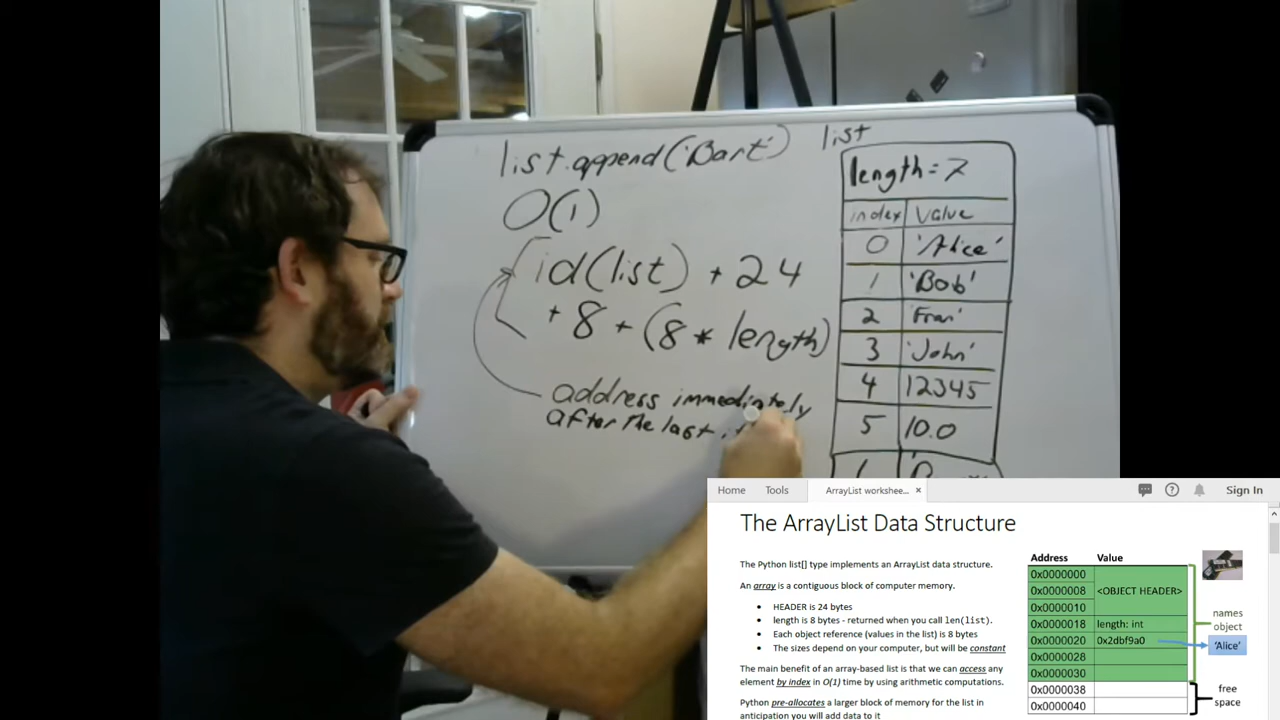 list.append('Bart')
O(1)
id(list) + 24
+ 8 + (8 * length)
address immediately
after the last
list
length = 7
index value
0 'Alice'
1 'Bob'
2 'Fran'
3 'John'
4 12345
5 10.0
Home Tools ArrayList workshee... × Sign In
The ArrayList Data Structure
The Python list[] type implements an ArrayList data structure.
An array is a contiguous block of computer memory.
• HEADER is 24 bytes
• length is 8 bytes - returned when you call len(list).
• Each object reference (values in the list) is 8 bytes
• The sizes depend on your computer, but will be constant
The main benefit of an array-based list is that we can access any
element by index in O(1) time by using arithmetic computations.
Python pre-allocates a larger block of memory for the list in
anticipation you will add data to it
Address Value
0x0000000
0x0000008 <OBJECT HEADER>
0x0000010
0x0000018 length: int
0x0000020 0x2dbf9a0
0x0000028
0x0000030
0x0000038
0x0000040
names
object
'Alice'
free
space